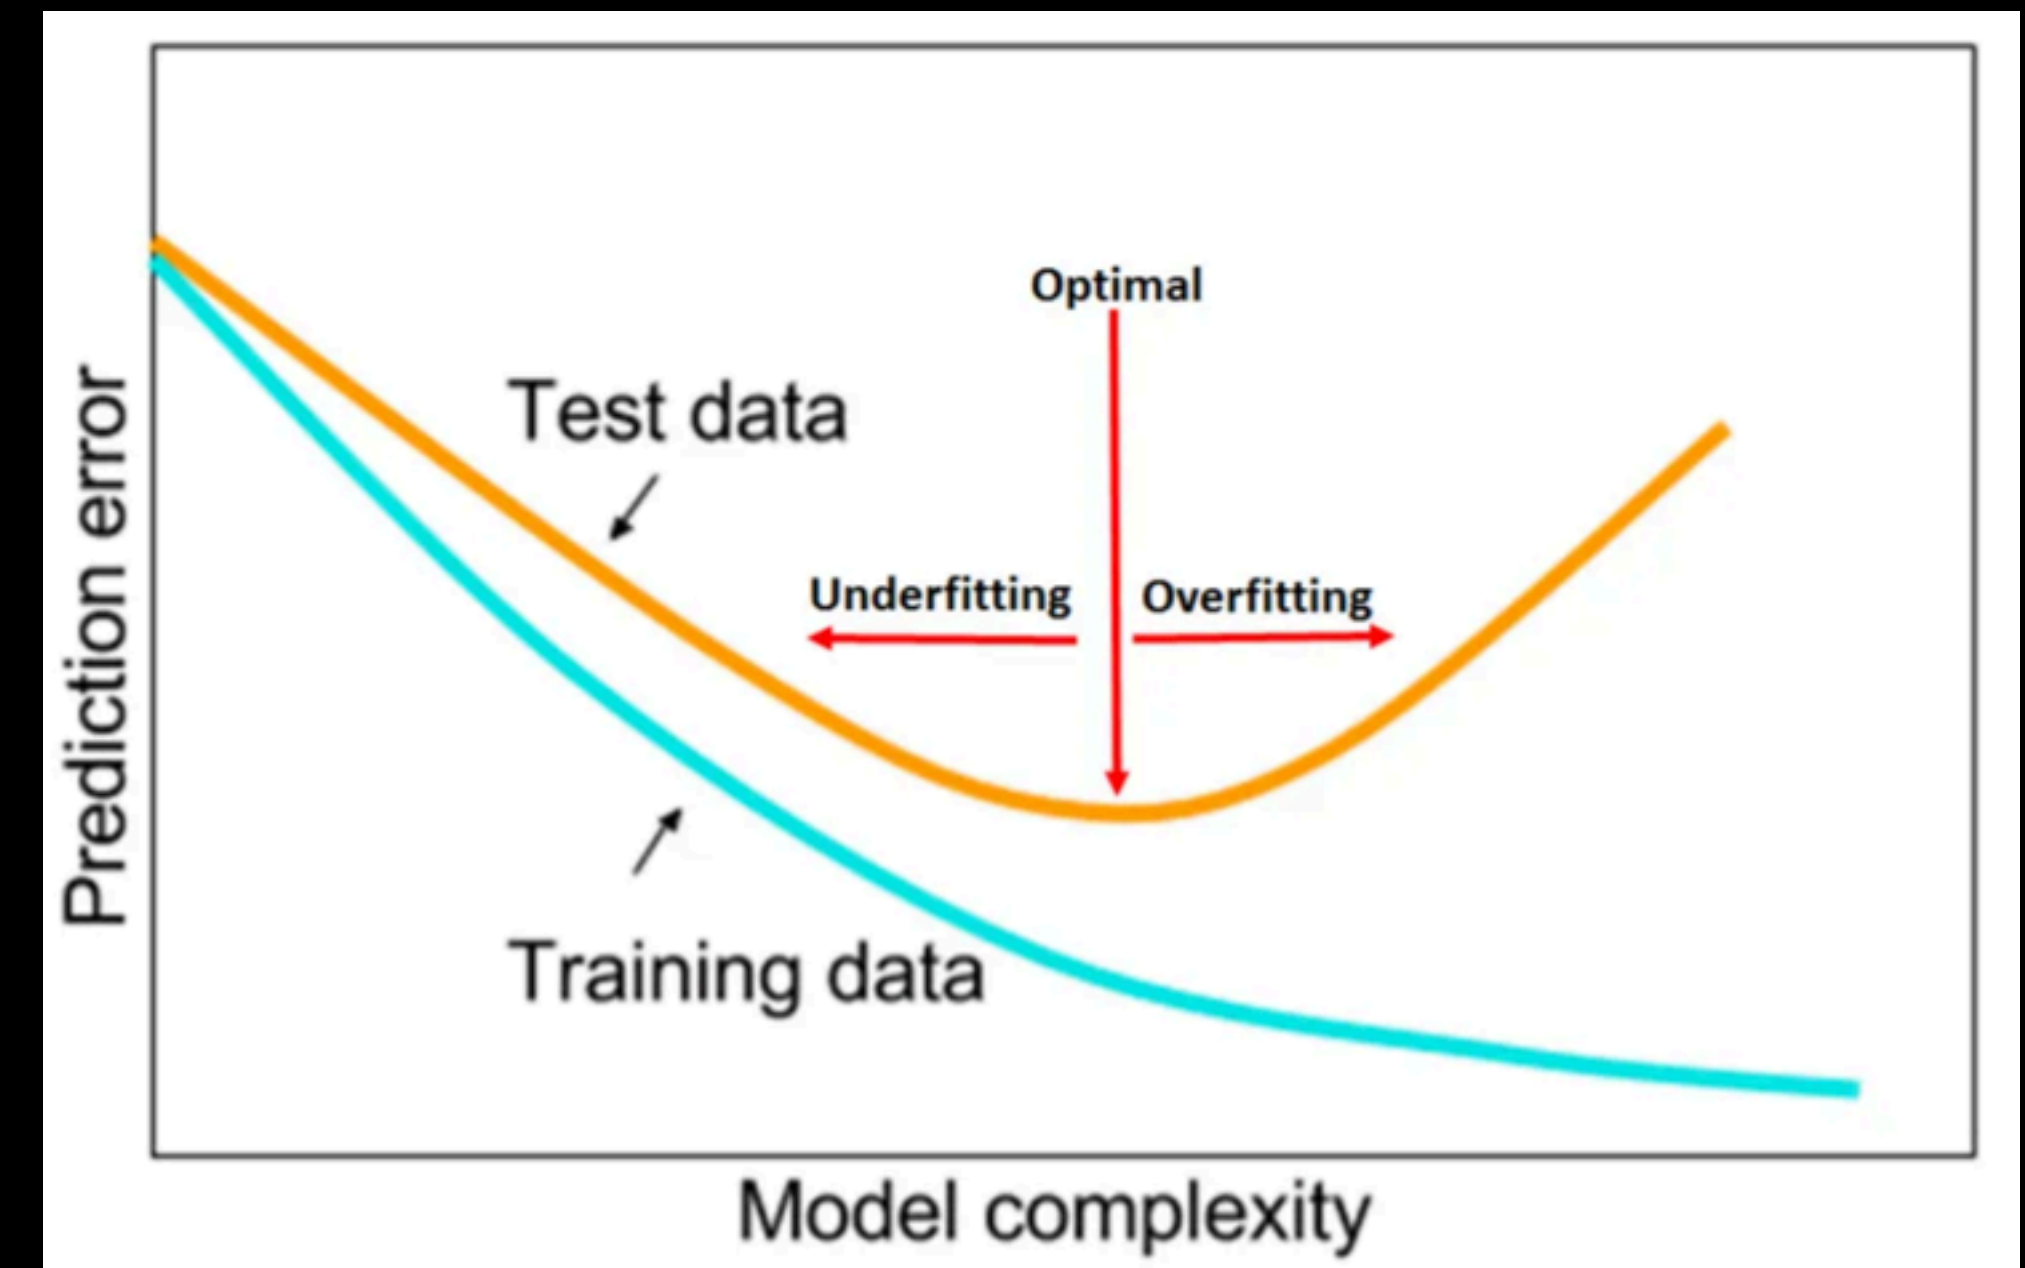 Optimal
Test data
Underfitting
Overfitting
Prediction error
Training data
Model complexity